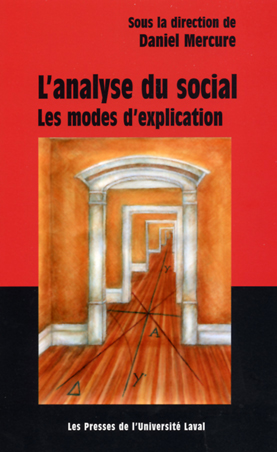 Sous la direction de
Daniel Mercure
L'analyse du social
Les modes d'explication
Les Presses de l'Université Laval